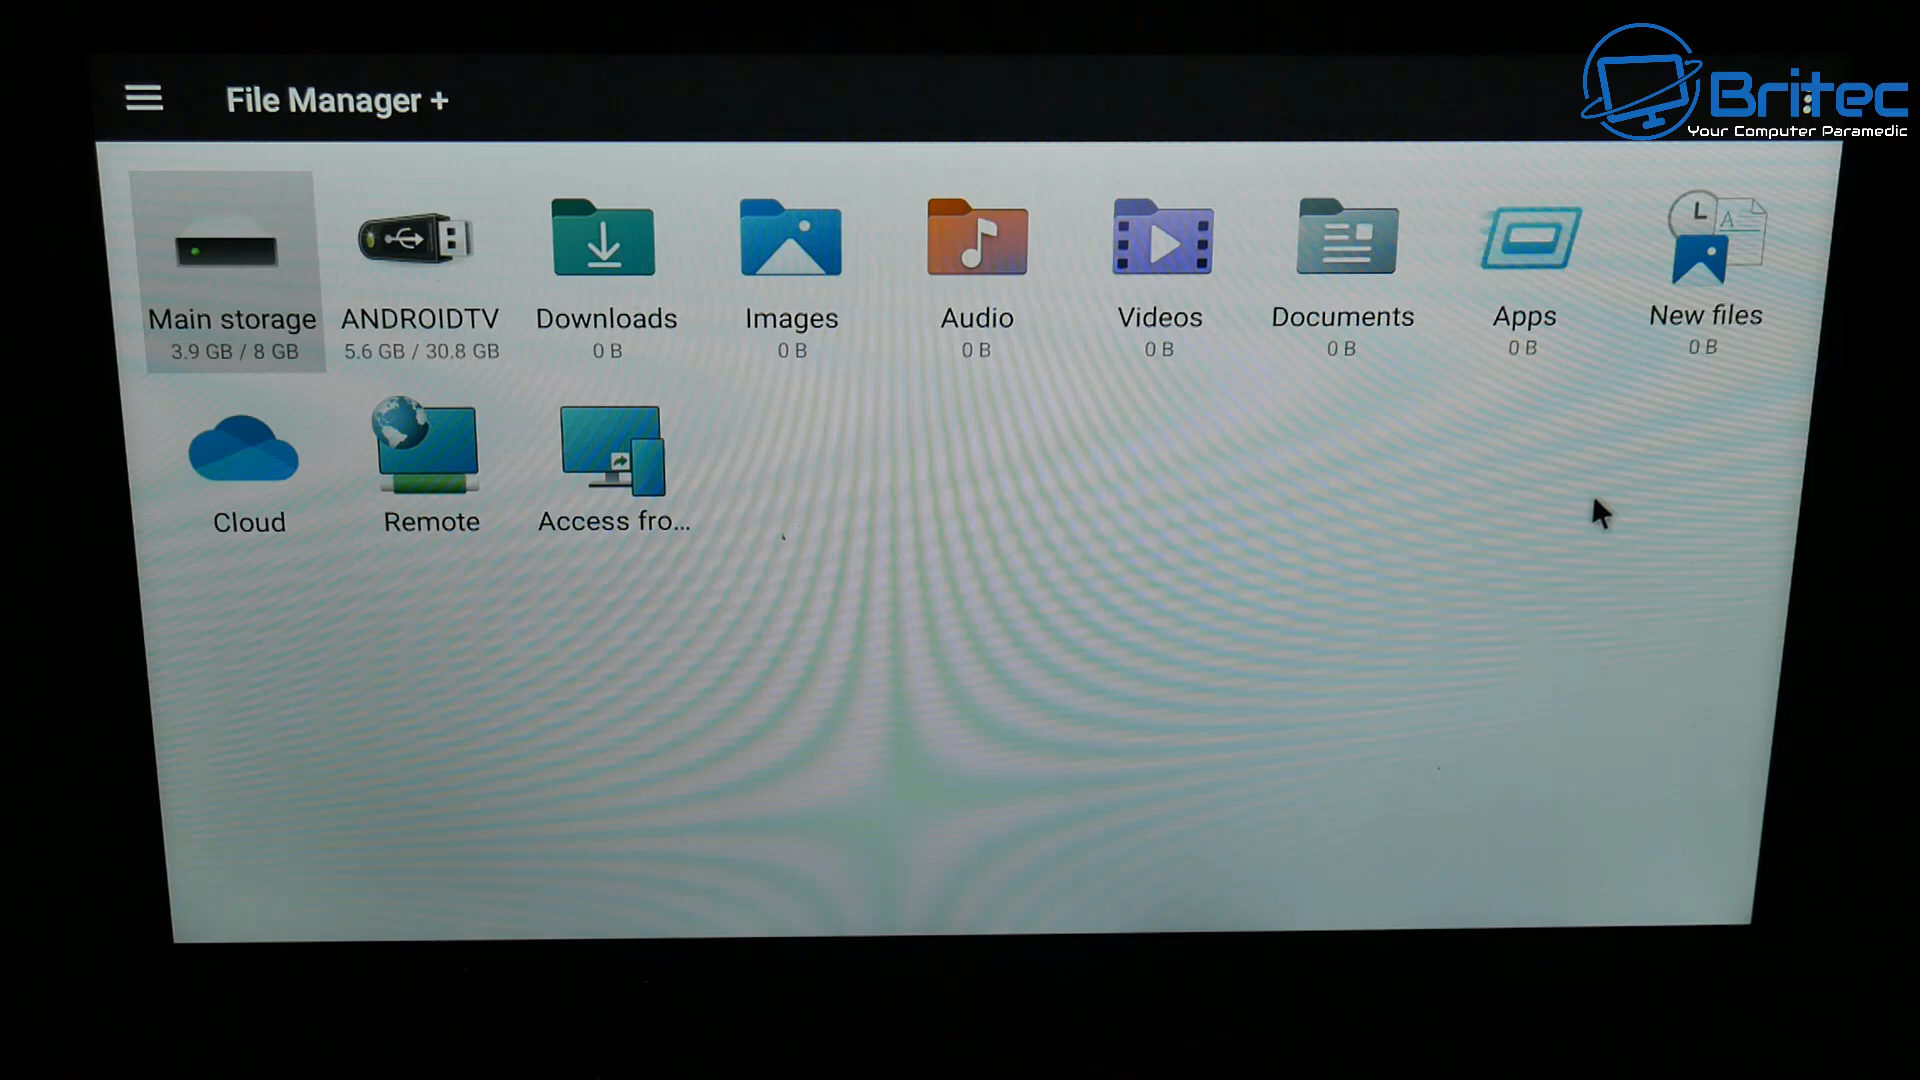 File Manager +
Britec
Your Computer Paramedic
Main storage
3.9 GB / 8 GB
ANDROIDTV
5.6 GB / 30.8 GB
Downloads
0 B
Images
0 B
Audio
0 B
Videos
0 B
Documents
0 B
Apps
0 B
A
New files
0 B
Cloud
Remote
Access fro...